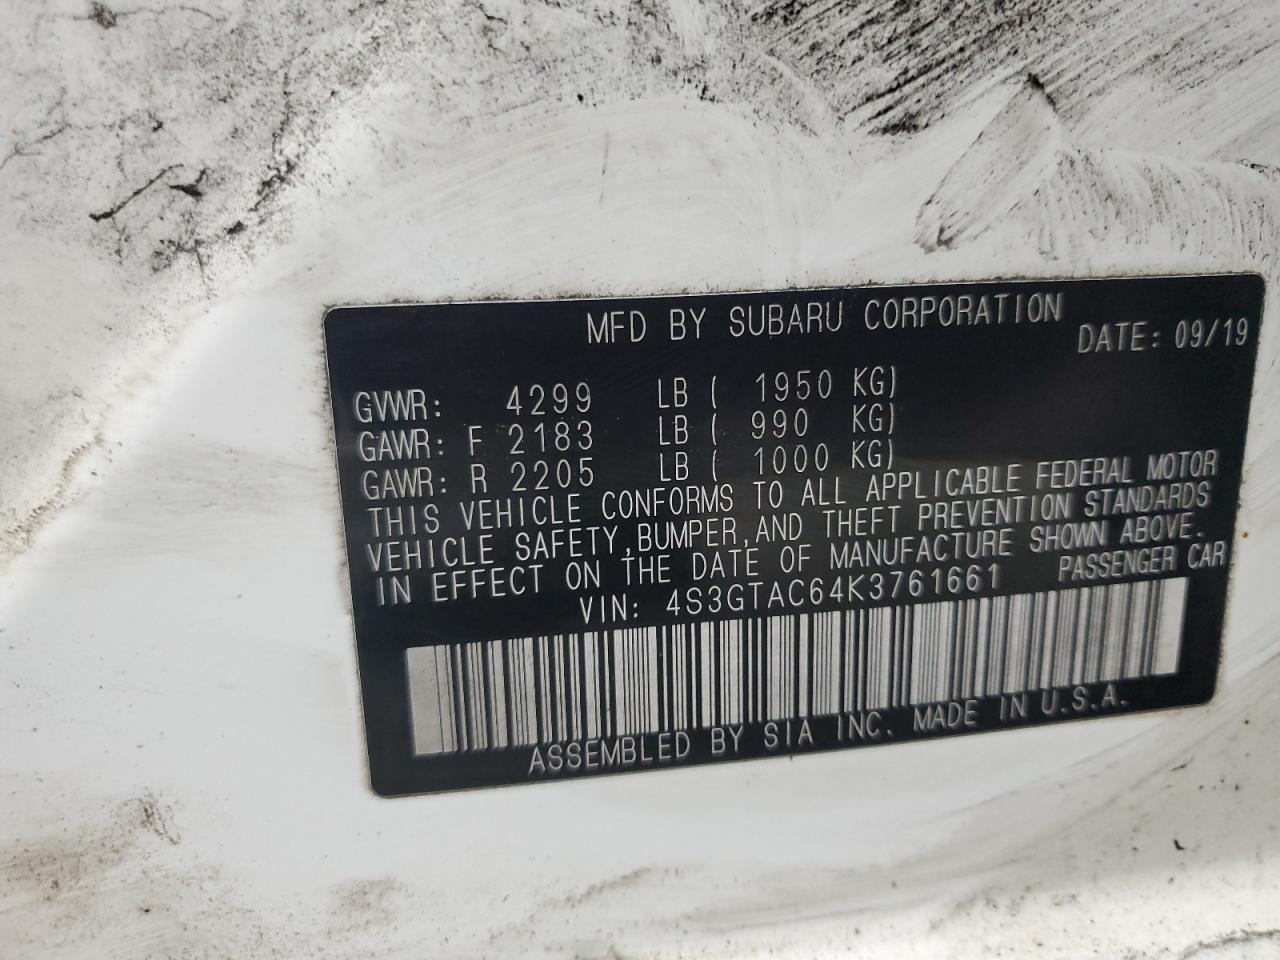 MFD BY SUBARU CORPORATION
DATE: 09/19
GVWR: 4299 LB ( 1950 KG)
GAWR: F 2183 LB ( 990 KG)
GAWR: R 2205 LB ( 1000 KG)
THIS VEHICLE CONFORMS TO ALL APPLICABLE FEDERAL MOTOR
VEHICLE SAFETY, BUMPER, AND THEFT PREVENTION STANDARDS
IN EFFECT ON THE DATE OF MANUFACTURE SHOWN ABOVE.
VIN: 4S3GTAC64K3761661 PASSENGER CAR
ASSEMBLED BY SIA INC. MADE IN U.S.A.